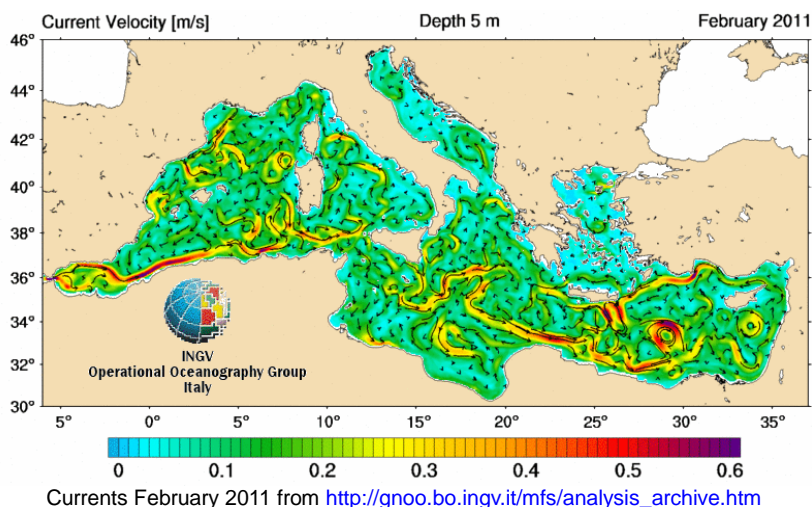 Current Velocity [m/s] Depth 5 m February 2011
46°
44°
42°
40°
38°
36°
34°
32°
30°
INGV
Operational Oceanography Group
Italy
5° 0° 5° 10° 15° 20° 25° 30° 35°
0 0.1 0.2 0.3 0.4 0.5 0.6
Currents February 2011 from http://gnoo.bo.ingv.it/mfs/analysis_archive.htm